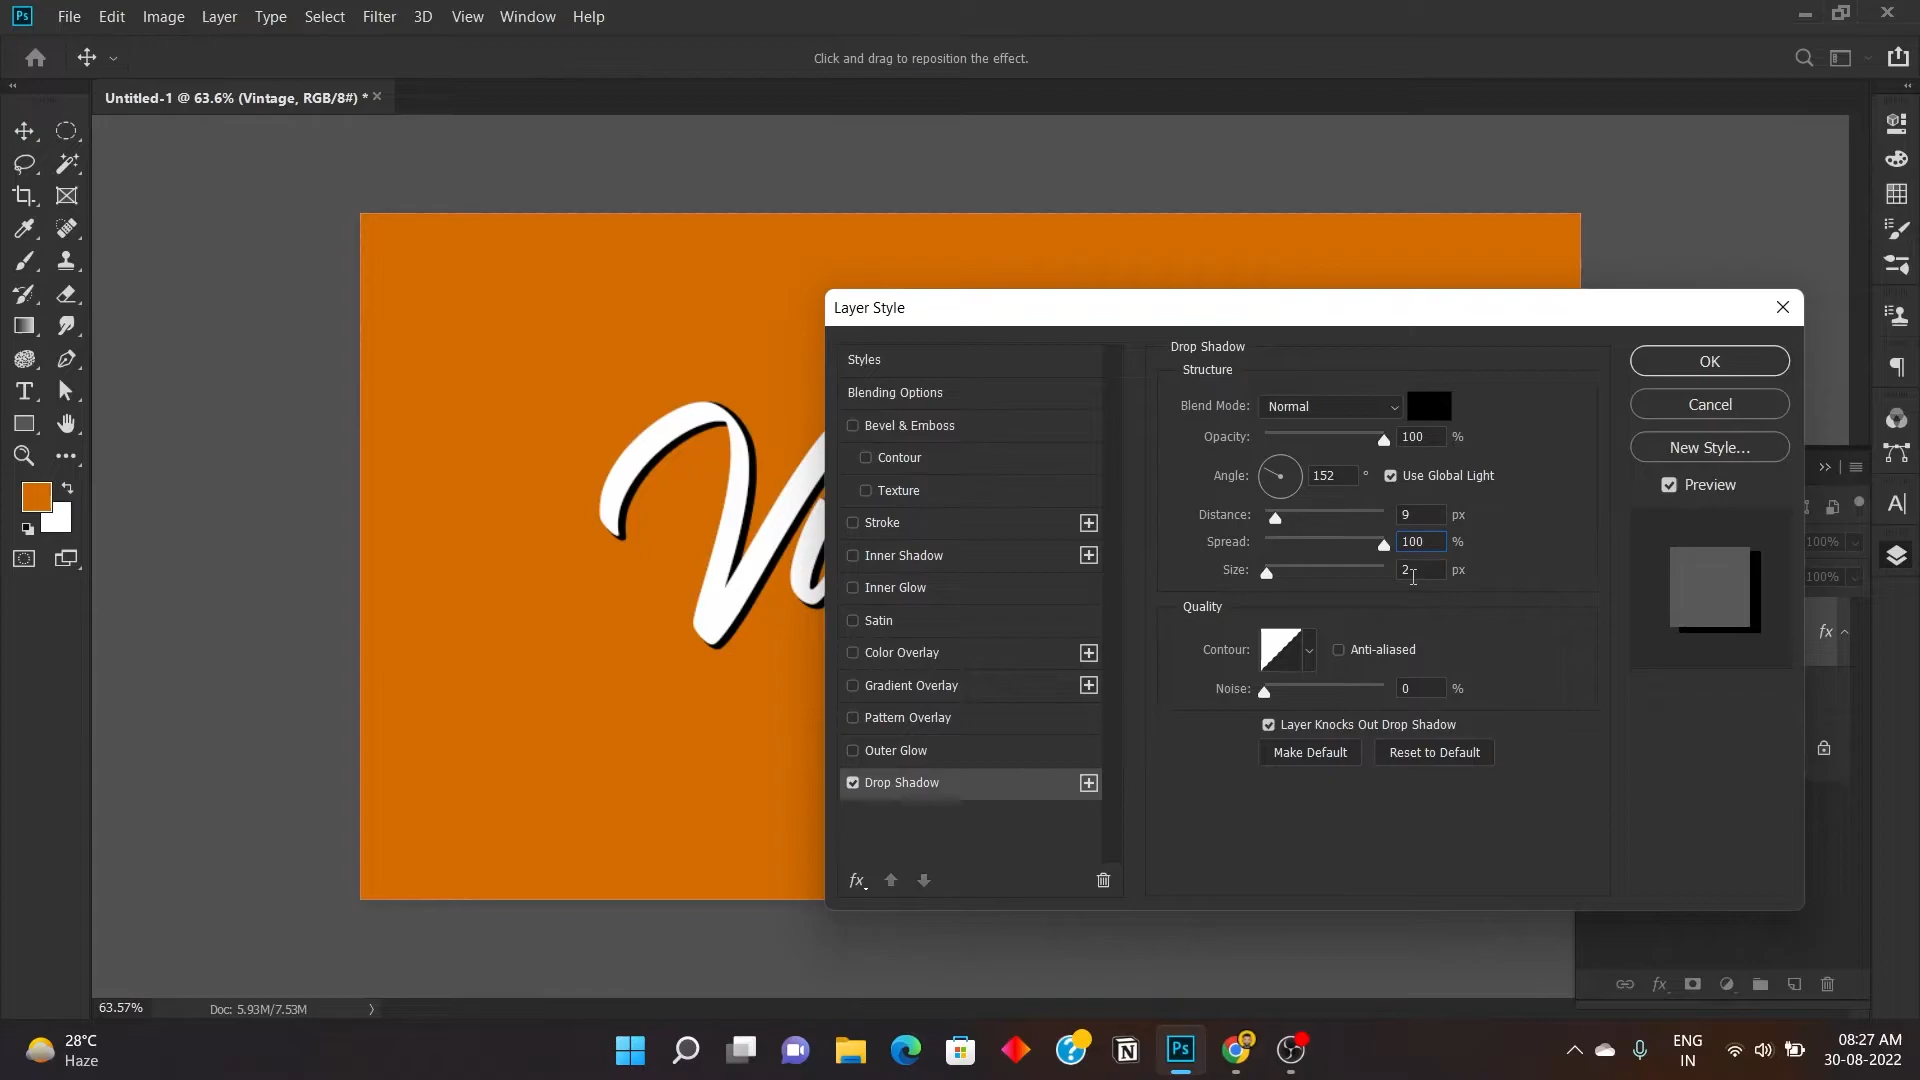 Ps File Edit Image Layer Type Select Filter 3D View Window Help
Click and drag to reposition the effect.
Untitled-1 @ 63.6% (Vintage, RGB/8#) *
Layer Style
Styles
Blending Options
Bevel & Emboss
Contour
Texture
Stroke
Inner Shadow
Inner Glow
Satin
Color Overlay
Gradient Overlay
Pattern Overlay
Outer Glow
Drop Shadow
fx
Drop Shadow
Structure
Blend Mode: Normal
Opacity: 100 %
Angle: 152 ° Use Global Light
Distance: 9 px
Spread: 100 %
Size: 2 px
Quality
Contour: Anti-aliased
Noise: 0 %
Layer Knocks Out Drop Shadow
Make Default Reset to Default
OK
Cancel
New Style...
Preview
100%
100%
fx
fx
63.57% Doc: 5.93M/7.53M
28°C
Haze
Ps
ENG
IN
08:27 AM
30-08-2022